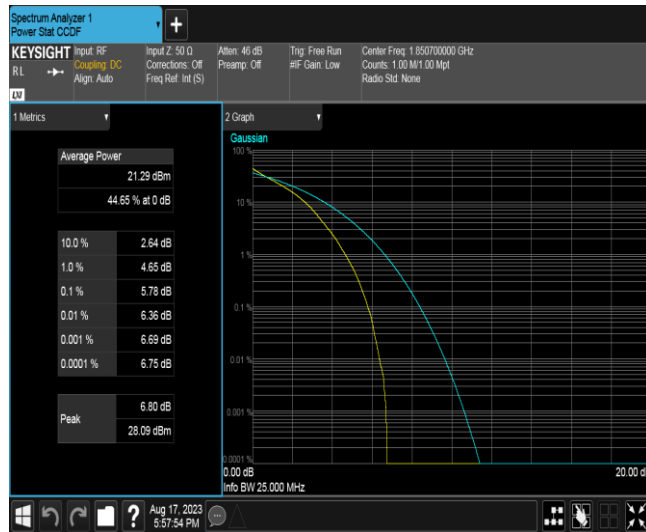 Spectrum Analyzer 1
Power Stat CCDF
+
KEYSIGHT
RL
LXI
Input: RF
Coupling: DC
Align: Auto
Input Z: 50 Ω
Corrections: Off
Freq Ref: Int (S)
Atten: 46 dB
Preamp: Off
Trig: Free Run
#IF Gain: Low
Center Freq: 1.850700000 GHz
Counts: 1.00 M/1.00 Mpt
Radio Std: None
1 Metrics
Average Power
21.29 dBm
44.65 % at 0 dB
10.0 % 2.64 dB
1.0 % 4.65 dB
0.1 % 5.78 dB
0.01 % 6.36 dB
0.001 % 6.69 dB
0.0001 % 6.75 dB
Peak
6.80 dB
28.09 dBm
2 Graph
Gaussian
100 %
10 %
1 %
0.1 %
0.01 %
0.001 %
0.0001 %
0.00 dB
20.00 d
Info BW 25.000 MHz
?
Aug 17, 2023
5:57:54 PM